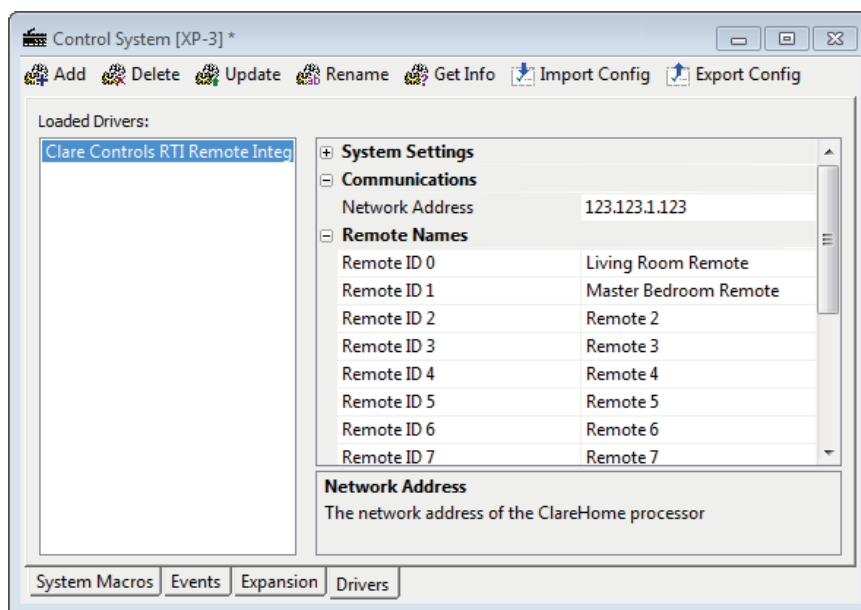 Control System [XP-3] *
Add Delete Update Rename Get Info Import Config Export Config
Loaded Drivers:
Clare Controls RTI Remote Integ
System Settings
Communications
Network Address 123.123.1.123
Remote Names
Remote ID 0 Living Room Remote
Remote ID 1 Master Bedroom Remote
Remote ID 2 Remote 2
Remote ID 3 Remote 3
Remote ID 4 Remote 4
Remote ID 5 Remote 5
Remote ID 6 Remote 6
Remote ID 7 Remote 7
Network Address
The network address of the ClareHome processor
System Macros Events Expansion Drivers